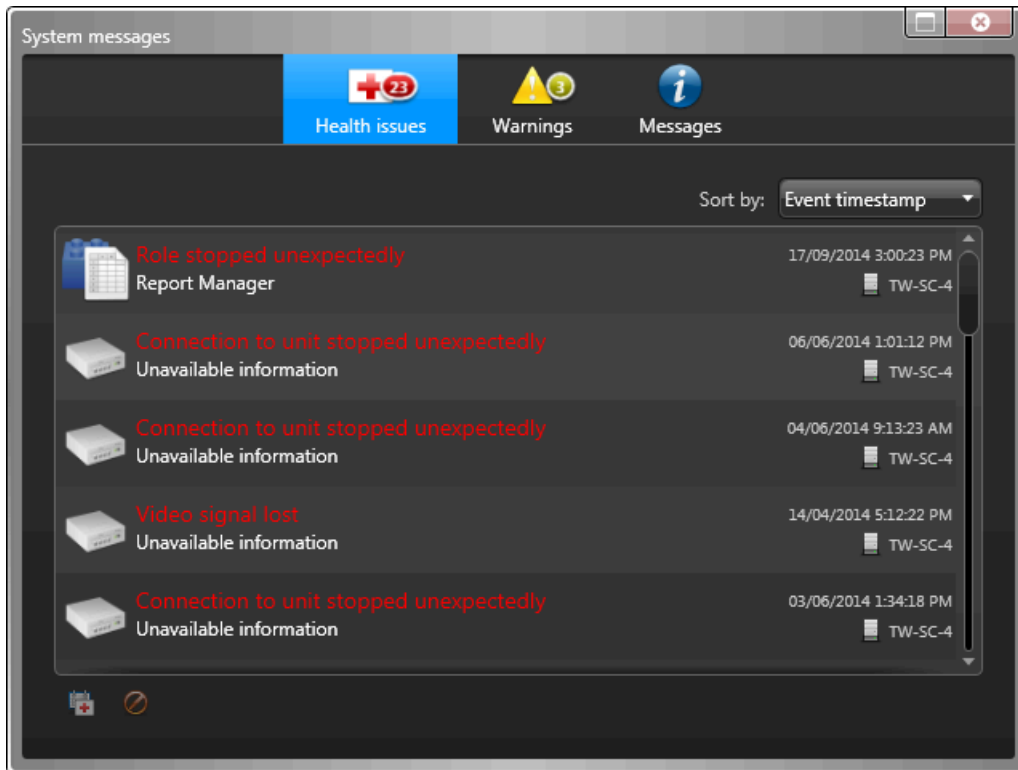 System messages
23
3
Health issues
Warnings
Messages
Sort by: Event timestamp
Role stopped unexpectedly
17/09/2014 3:00:23 PM
Report Manager
TW-SC-4
Connection to unit stopped unexpectedly
06/06/2014 1:01:12 PM
Unavailable information
TW-SC-4
Connection to unit stopped unexpectedly
04/06/2014 9:13:23 AM
Unavailable information
TW-SC-4
Video signal lost
14/04/2014 5:12:22 PM
Unavailable information
TW-SC-4
Connection to unit stopped unexpectedly
03/06/2014 1:34:18 PM
Unavailable information
TW-SC-4